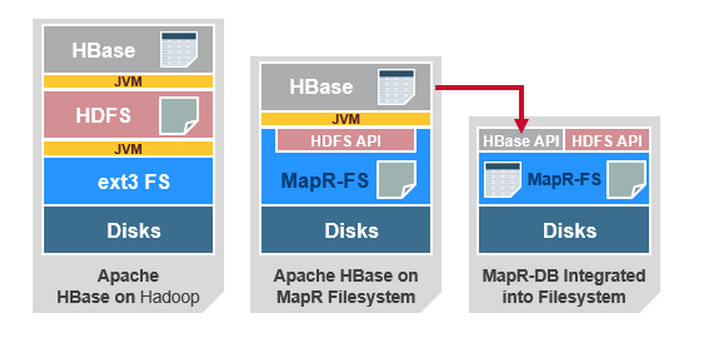 HBase
JVM
HDFS
JVM
ext3 FS
Disks
Apache
HBase on Hadoop
HBase
JVM
HDFS API
MapR-FS
Disks
Apache HBase on
MapR Filesystem
HBase API HDFS API
MapR-FS
Disks
MapR-DB Integrated
into Filesystem